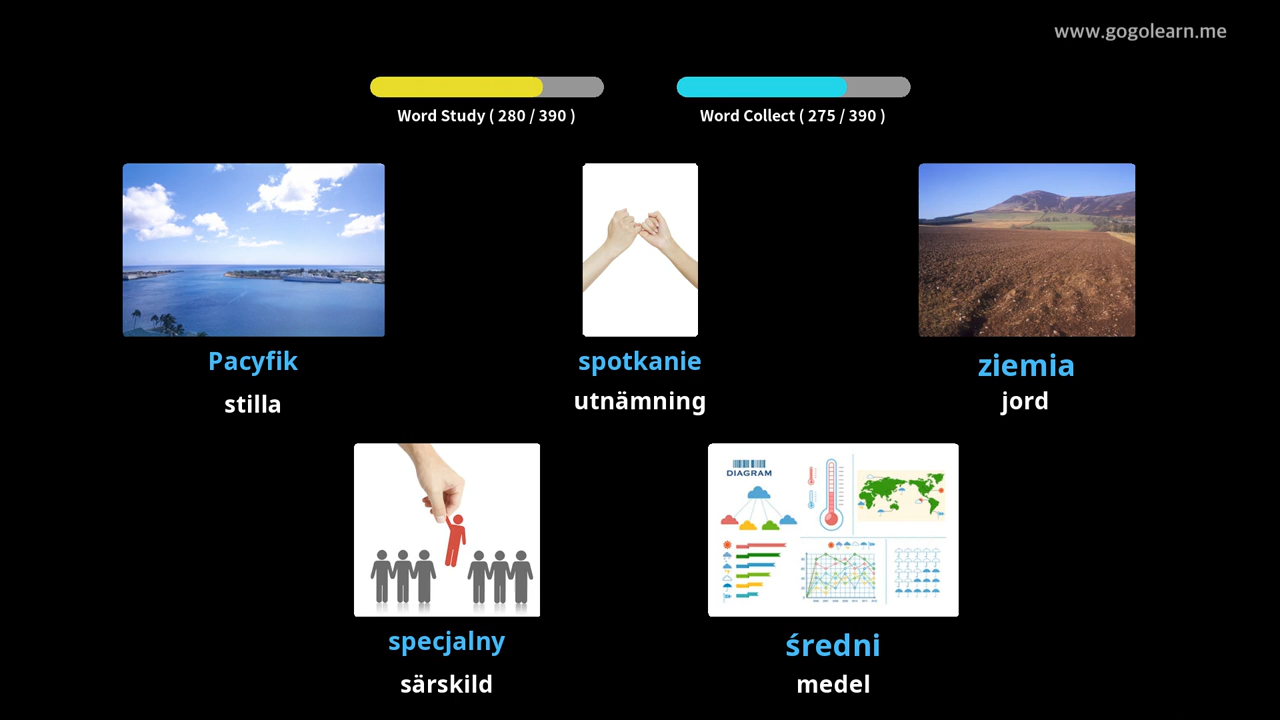 www.gogolearn.me
Word Study ( 280 / 390 )
Word Collect ( 275 / 390 )
Pacyfik
stilla
spotkanie
utnämning
ziemia
jord
DIAGRAM
specjalny
särskild
średni
medel